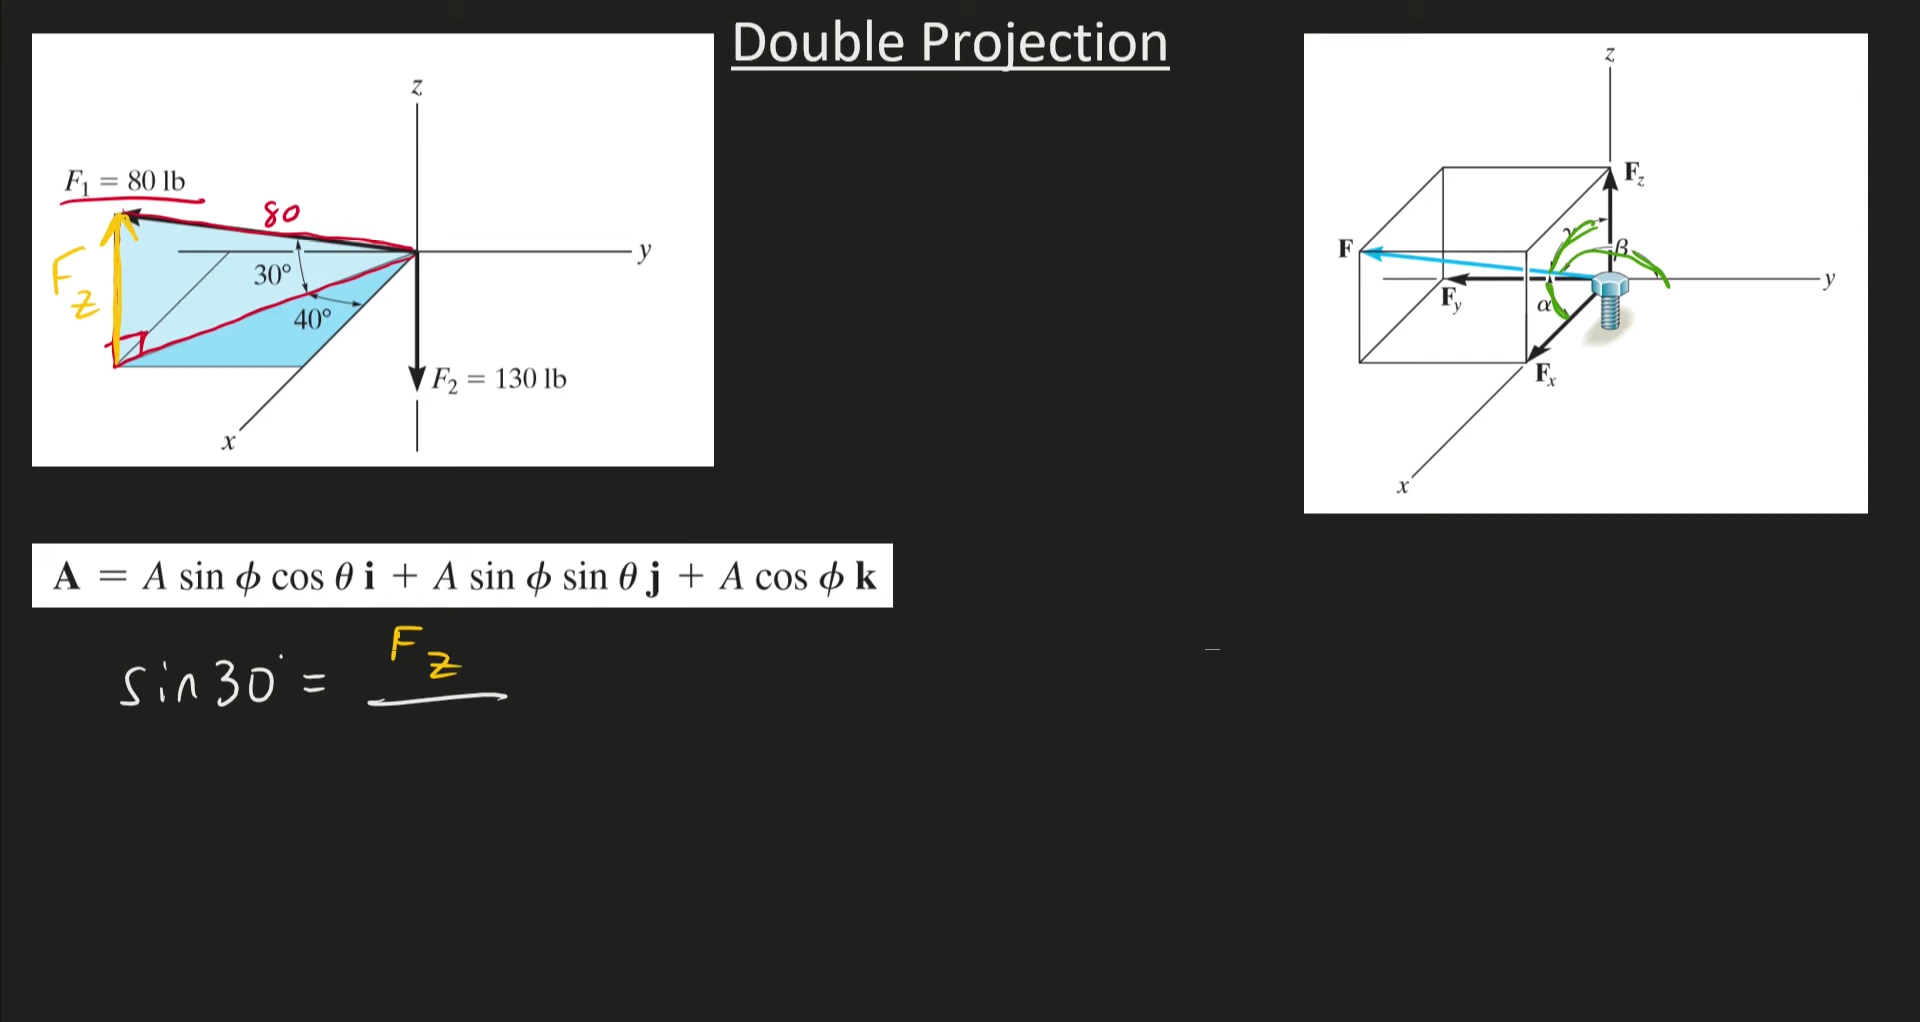 Double Projection
z
F₁ = 80 lb
80
y
F
z
30°
40°
F₂ = 130 lb
x
z
F_z
γ
β
F
y
F_y
α
F_x
x
A = A sin ϕ cos θ i + A sin ϕ sin θ j + A cos ϕ k
sin 30° = F_z